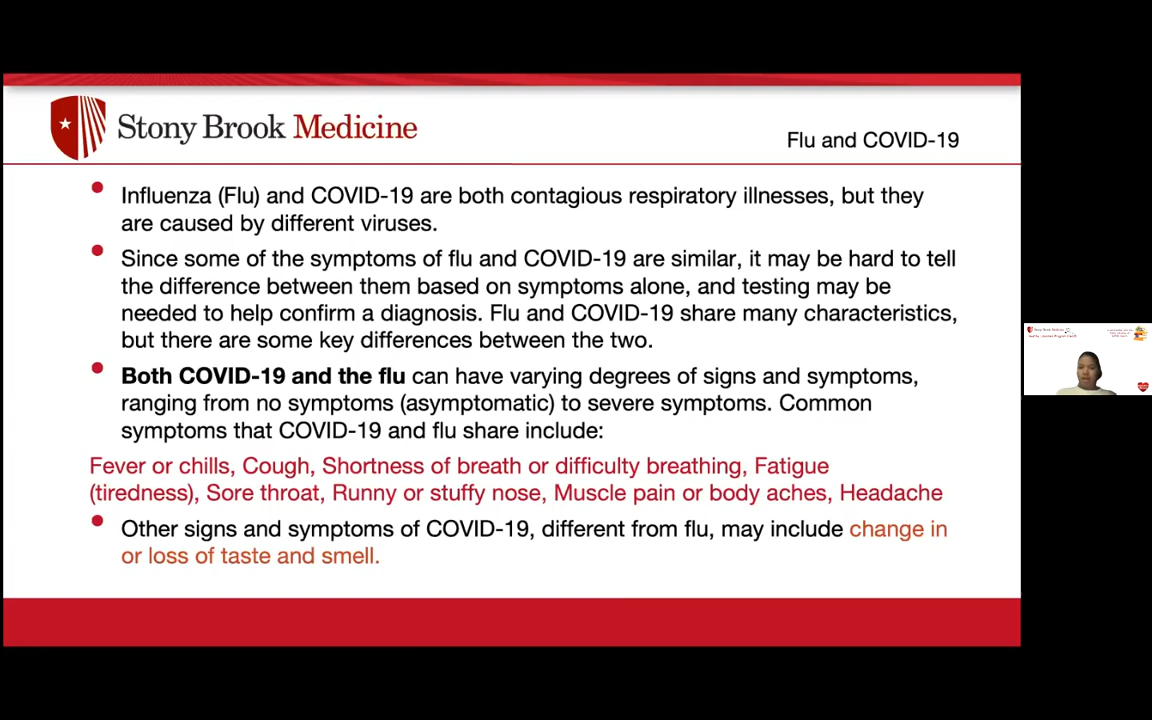 Stony Brook Medicine
Flu and COVID-19
Influenza (Flu) and COVID-19 are both contagious respiratory illnesses, but they
are caused by different viruses.
Since some of the symptoms of flu and COVID-19 are similar, it may be hard to tell
the difference between them based on symptoms alone, and testing may be
needed to help confirm a diagnosis. Flu and COVID-19 share many characteristics,
but there are some key differences between the two.
Both COVID-19 and the flu can have varying degrees of signs and symptoms,
ranging from no symptoms (asymptomatic) to severe symptoms. Common
symptoms that COVID-19 and flu share include:
Fever or chills, Cough, Shortness of breath or difficulty breathing, Fatigue
(tiredness), Sore throat, Runny or stuffy nose, Muscle pain or body aches, Headache
Other signs and symptoms of COVID-19, different from flu, may include change in
or loss of taste and smell.
Stony Brook Medicine